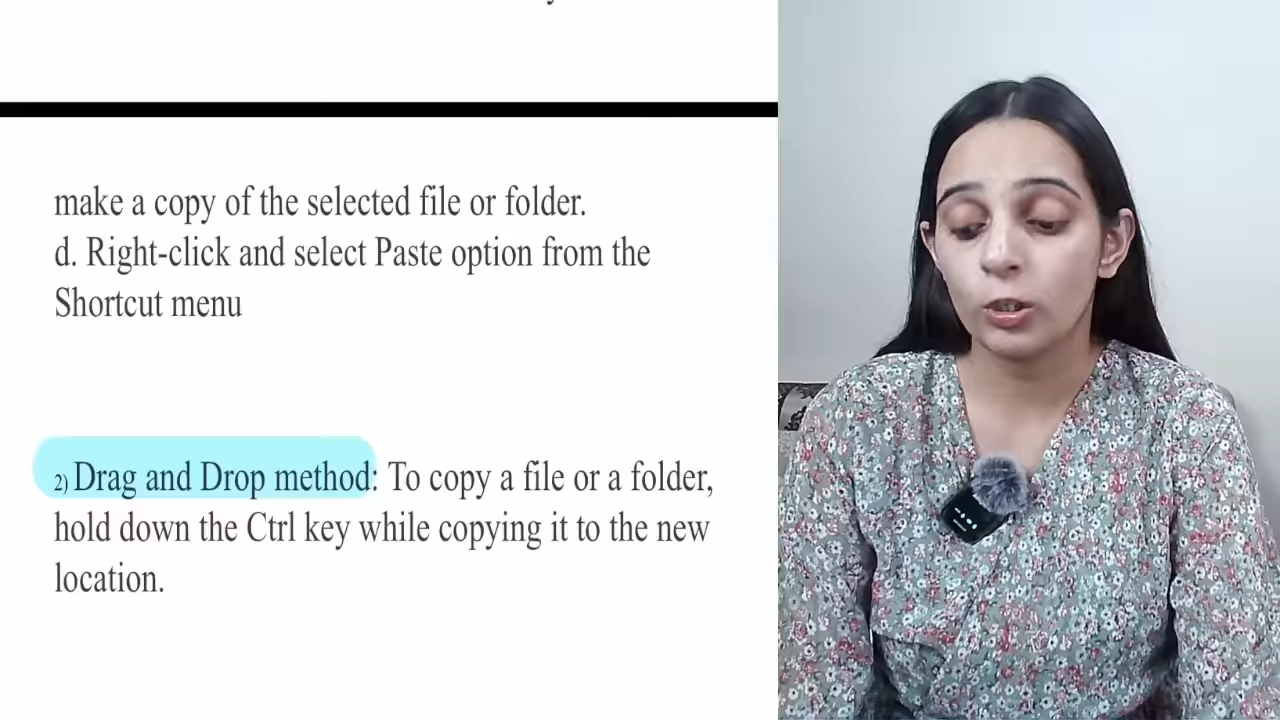 make a copy of the selected file or folder.
d. Right-click and select Paste option from the
Shortcut menu
2) Drag and Drop method: To copy a file or a folder,
hold down the Ctrl key while copying it to the new
location.